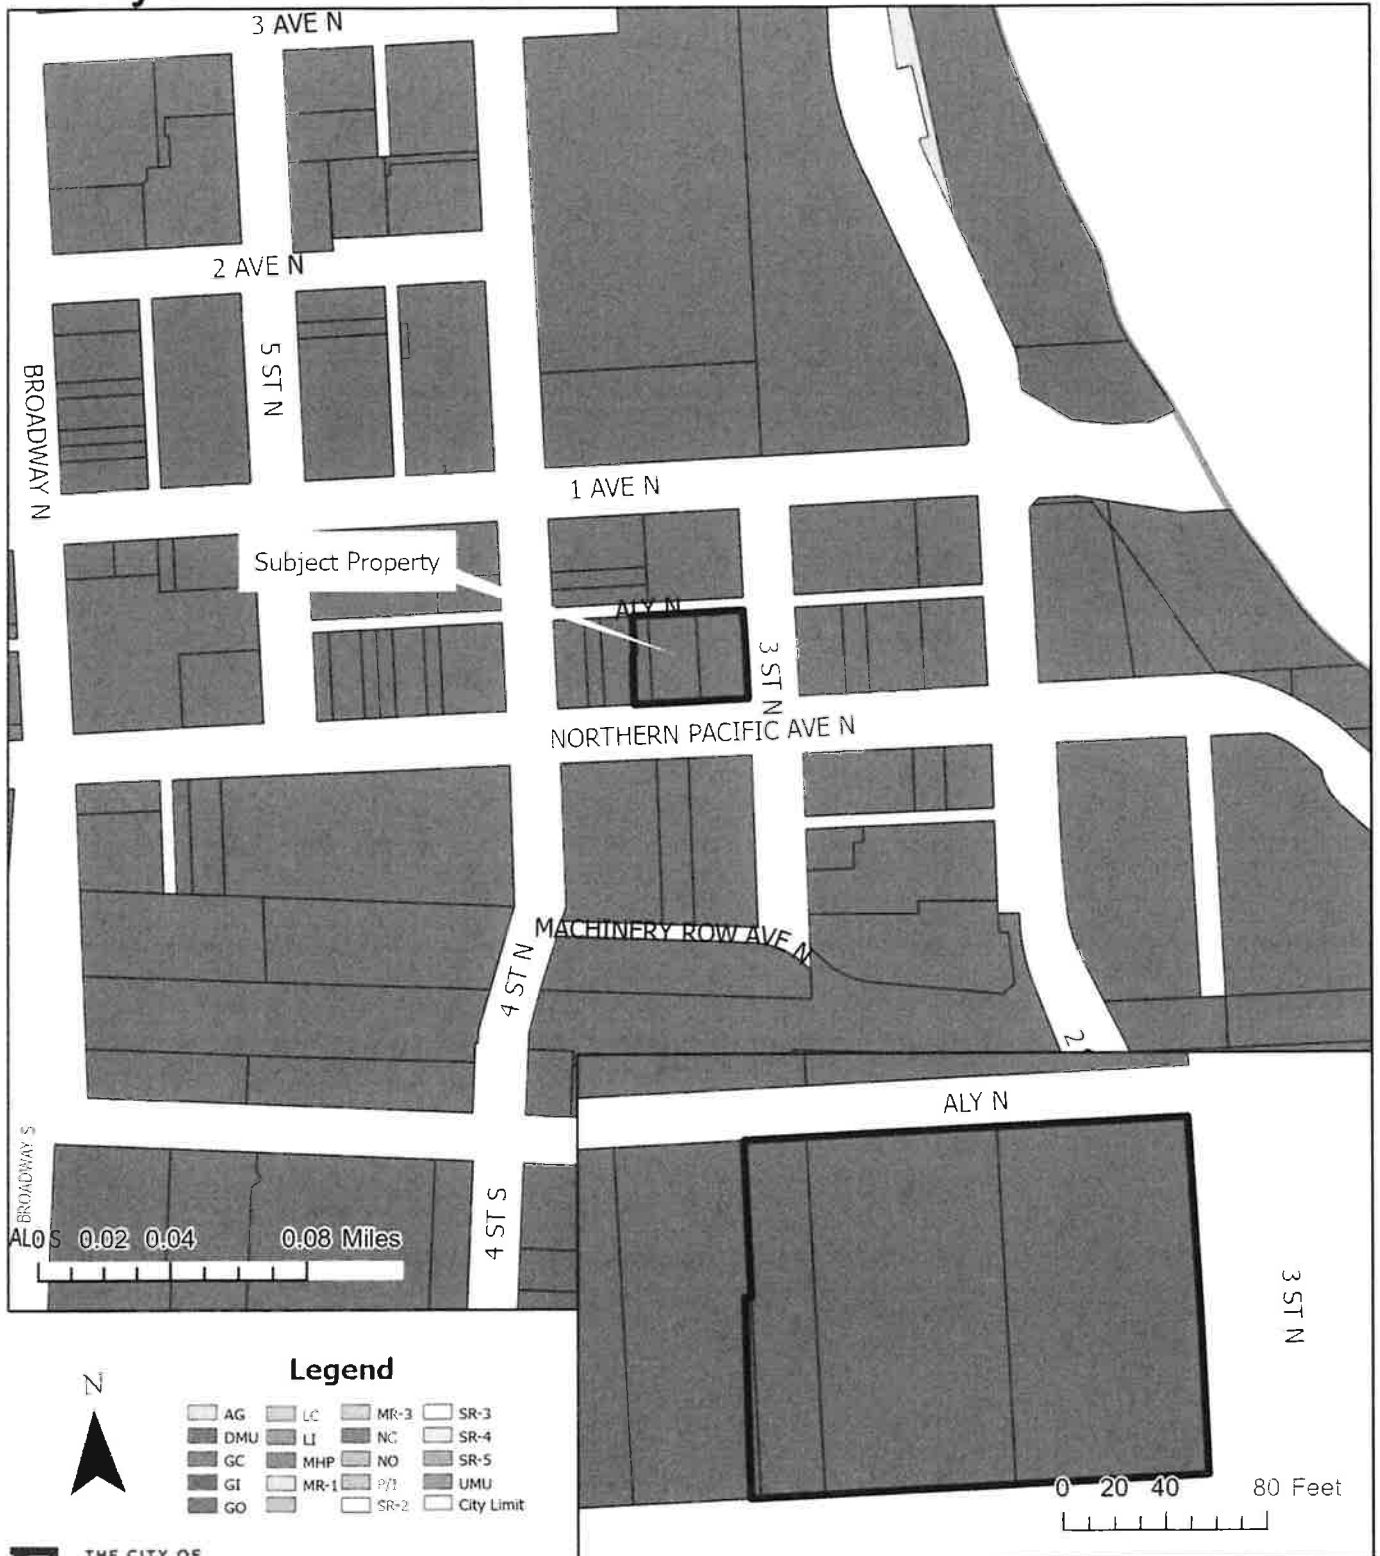 3 AVE N
2 AVE N
BROADWAY N
5 ST N
1 AVE N
Subject Property
ALY N
3 ST N
NORTHERN PACIFIC AVE N
MACHINERY ROW AVE N
4 ST N
2
ALY N
BROADWAY S
4 ST S
3 ST N
0 0.02 0.04 0.08 Miles
0 20 40 80 Feet
N
Legend
AG LC MR-3 SR-3
DMU LI NC SR-4
GC MHP NO SR-5
GI MR-1 P/I UMU
GO SR-2 City Limit
THE CITY OF